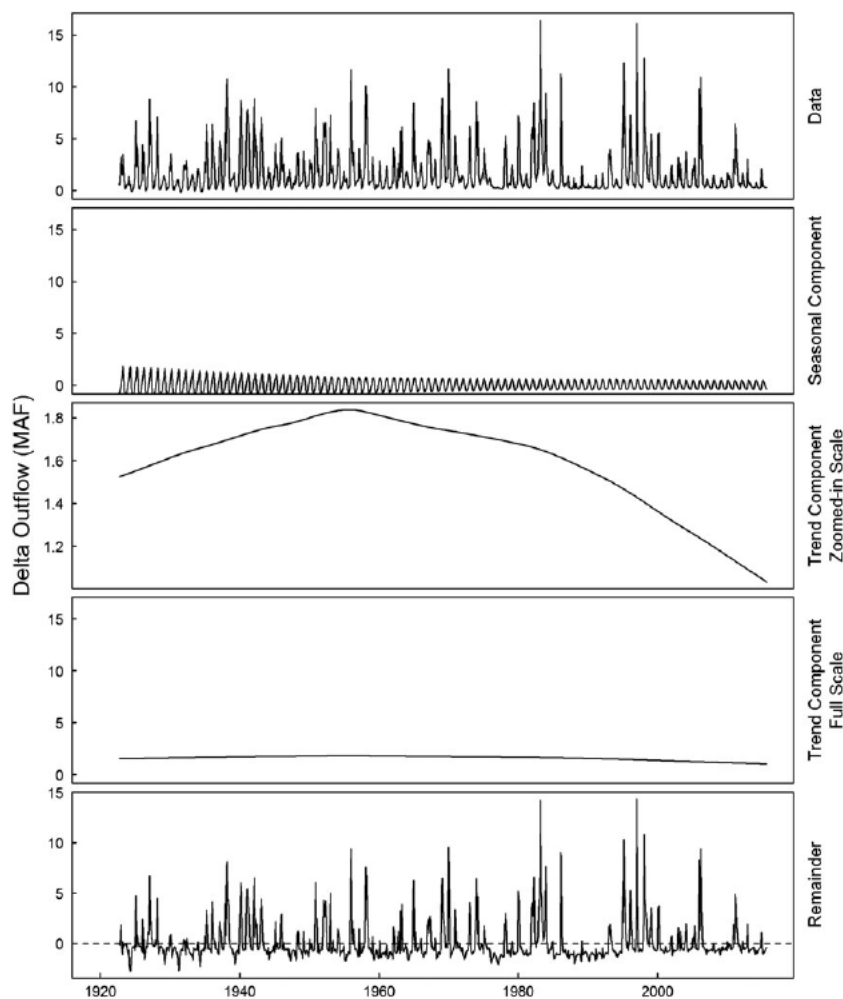 15
10
5
0
Data
15
10
5
0
Seasonal Component
Delta Outflow (MAF)
1.8
1.6
1.4
1.2
Trend Component
Zoomed-in Scale
15
10
5
0
Trend Component
Full Scale
15
10
5
0
Remainder
1920 1940 1960 1980 2000